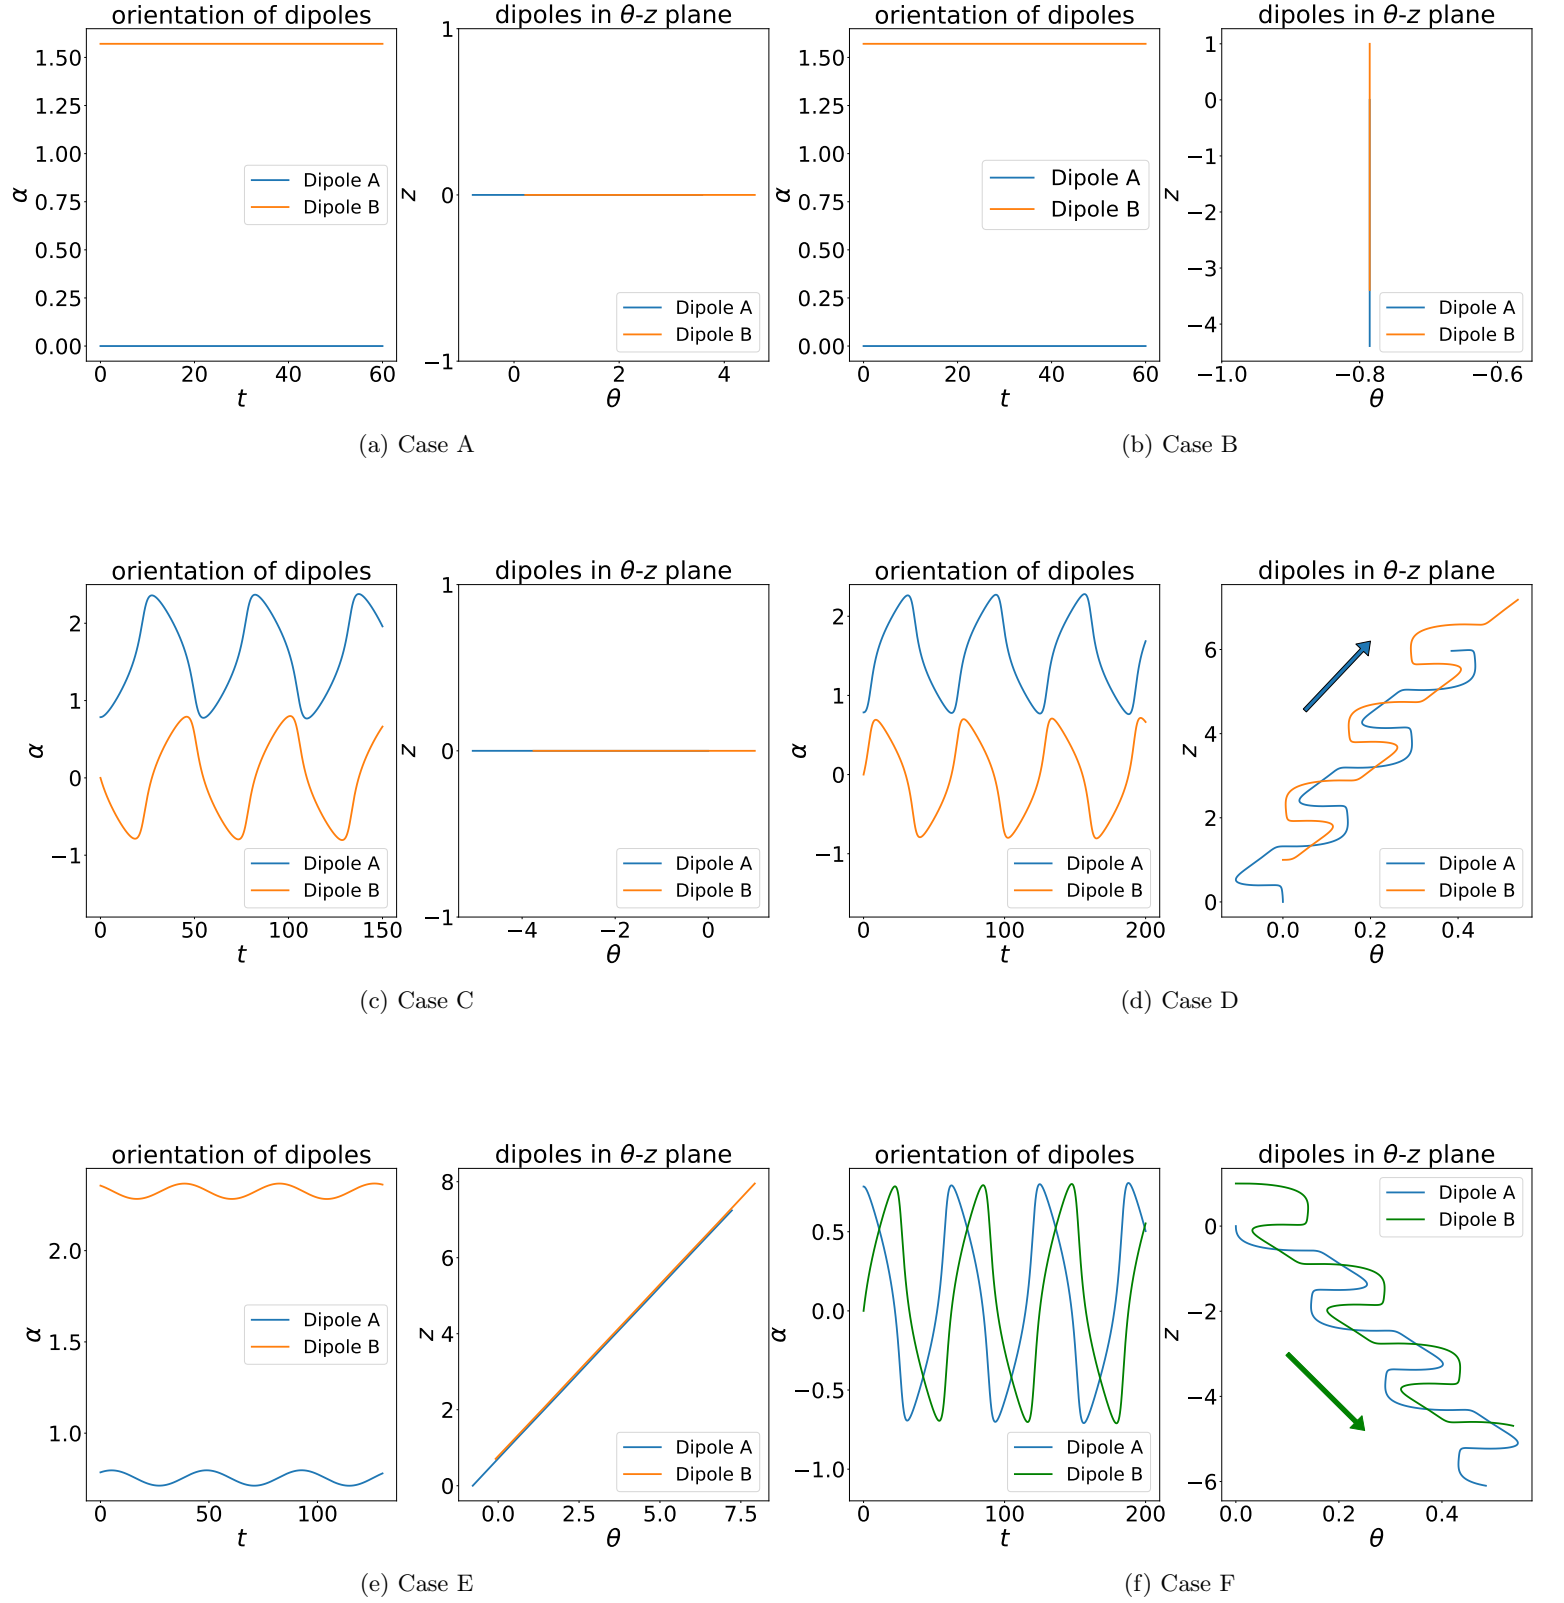 orientation of dipoles
α
1.50
1.25
1.00
0.75
0.50
0.25
0.00
0 20 40 60
t
Dipole A
Dipole B
dipoles in θ-z plane
z
1
0
−1
0 2 4
θ
Dipole A
Dipole B
(a) Case A
orientation of dipoles
α
1.50
1.25
1.00
0.75
0.50
0.25
0.00
0 20 40 60
t
Dipole A
Dipole B
dipoles in θ-z plane
z
1
0
−1
−2
−3
−4
−1.0 −0.8 −0.6
θ
Dipole A
Dipole B
(b) Case B
orientation of dipoles
α
2
1
0
−1
0 50 100 150
t
Dipole A
Dipole B
dipoles in θ-z plane
z
1
0
−1
−4 −2 0
θ
Dipole A
Dipole B
(c) Case C
orientation of dipoles
α
2
1
0
−1
0 100 200
t
Dipole A
Dipole B
dipoles in θ-z plane
z
6
4
2
0
0.0 0.2 0.4
θ
Dipole A
Dipole B
(d) Case D
orientation of dipoles
α
2.0
1.5
1.0
0 50 100
t
Dipole A
Dipole B
dipoles in θ-z plane
z
8
6
4
2
0
0.0 2.5 5.0 7.5
θ
Dipole A
Dipole B
(e) Case E
orientation of dipoles
α
0.5
0.0
−0.5
−1.0
0 100 200
t
Dipole A
Dipole B
dipoles in θ-z plane
z
0
−2
−4
−6
0.0 0.2 0.4
θ
Dipole A
Dipole B
(f) Case F